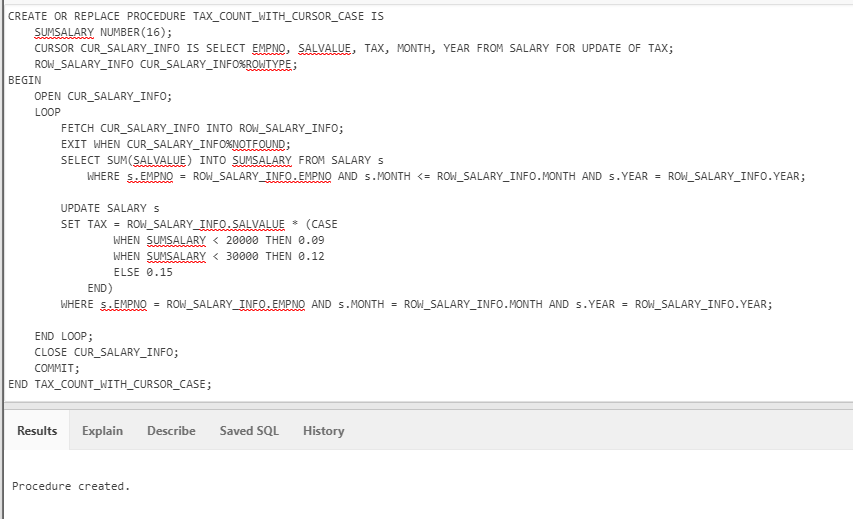 CREATE OR REPLACE PROCEDURE TAX_COUNT_WITH_CURSOR_CASE IS
    SUMSALARY NUMBER(16);
    CURSOR CUR_SALARY_INFO IS SELECT EMPNO, SALVALUE, TAX, MONTH, YEAR FROM SALARY FOR UPDATE OF TAX;
    ROW_SALARY_INFO CUR_SALARY_INFO%ROWTYPE;
BEGIN
    OPEN CUR_SALARY_INFO;
    LOOP
        FETCH CUR_SALARY_INFO INTO ROW_SALARY_INFO;
        EXIT WHEN CUR_SALARY_INFO%NOTFOUND;
        SELECT SUM(SALVALUE) INTO SUMSALARY FROM SALARY s
            WHERE s.EMPNO = ROW_SALARY_INFO.EMPNO AND s.MONTH <= ROW_SALARY_INFO.MONTH AND s.YEAR = ROW_SALARY_INFO.YEAR;
        UPDATE SALARY s
        SET TAX = ROW_SALARY_INFO.SALVALUE * (CASE
                WHEN SUMSALARY < 20000 THEN 0.09
                WHEN SUMSALARY < 30000 THEN 0.12
                ELSE 0.15
            END)
        WHERE s.EMPNO = ROW_SALARY_INFO.EMPNO AND s.MONTH = ROW_SALARY_INFO.MONTH AND s.YEAR = ROW_SALARY_INFO.YEAR;
    END LOOP;
    CLOSE CUR_SALARY_INFO;
    COMMIT;
END TAX_COUNT_WITH_CURSOR_CASE;
Results Explain Describe Saved SQL History
Procedure created.